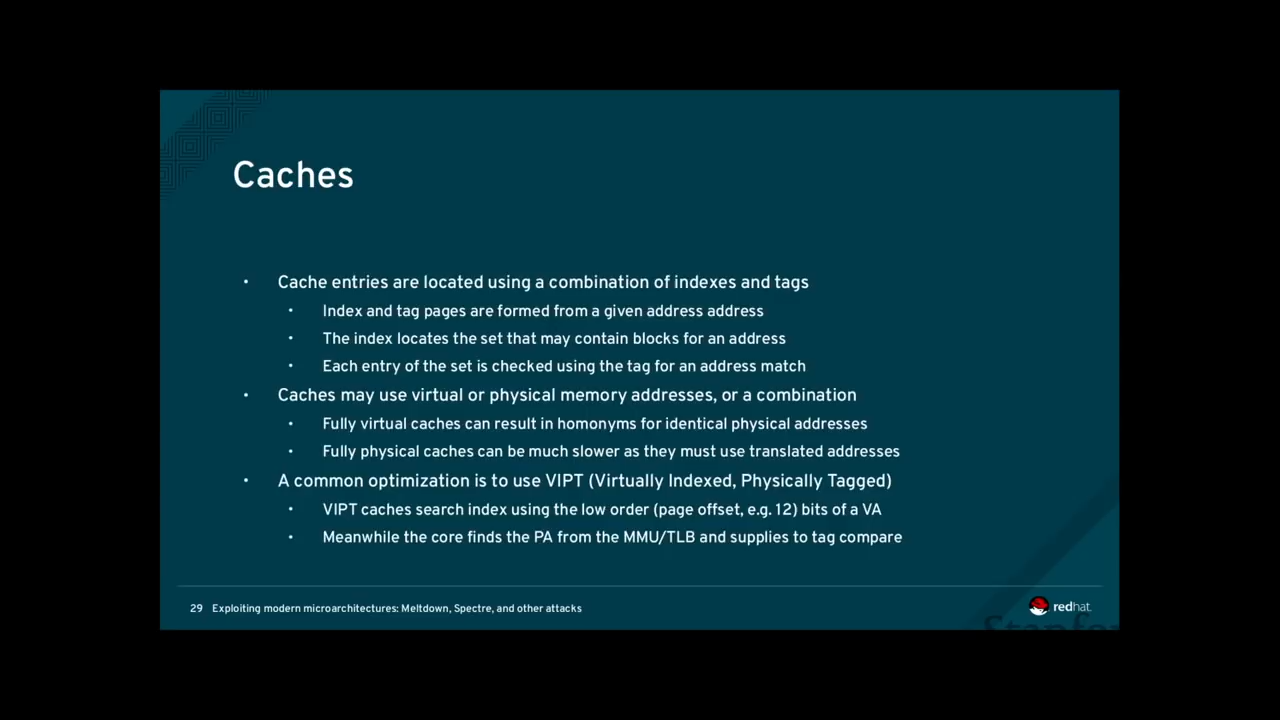 Caches
• Cache entries are located using a combination of indexes and tags
• Index and tag pages are formed from a given address address
• The index locates the set that may contain blocks for an address
• Each entry of the set is checked using the tag for an address match
• Caches may use virtual or physical memory addresses, or a combination
• Fully virtual caches can result in homonyms for identical physical addresses
• Fully physical caches can be much slower as they must use translated addresses
• A common optimization is to use VIPT (Virtually Indexed, Physically Tagged)
• VIPT caches search index using the low order (page offset, e.g. 12) bits of a VA
• Meanwhile the core finds the PA from the MMU/TLB and supplies to tag compare
29 Exploiting modern microarchitectures: Meltdown, Spectre, and other attacks
redhat.